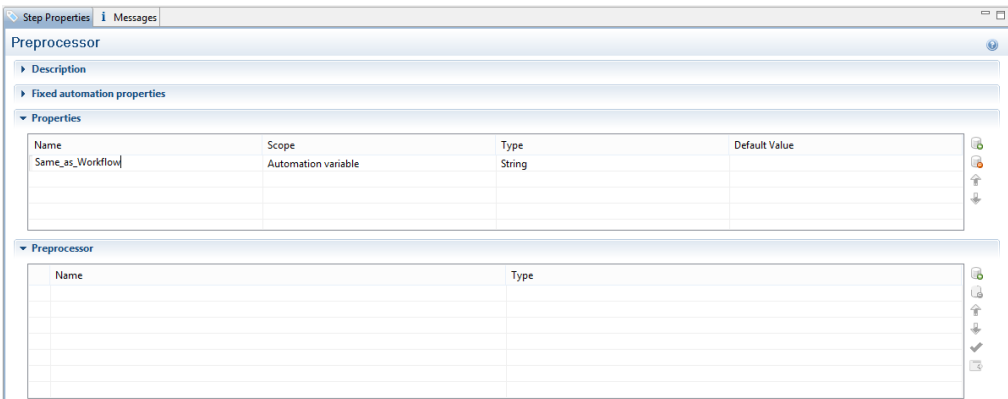 Step Properties i Messages
Preprocessor
Description
Fixed automation properties
Properties
Name Scope Type Default Value
Same_as_Workflow Automation variable String
Preprocessor
Name Type